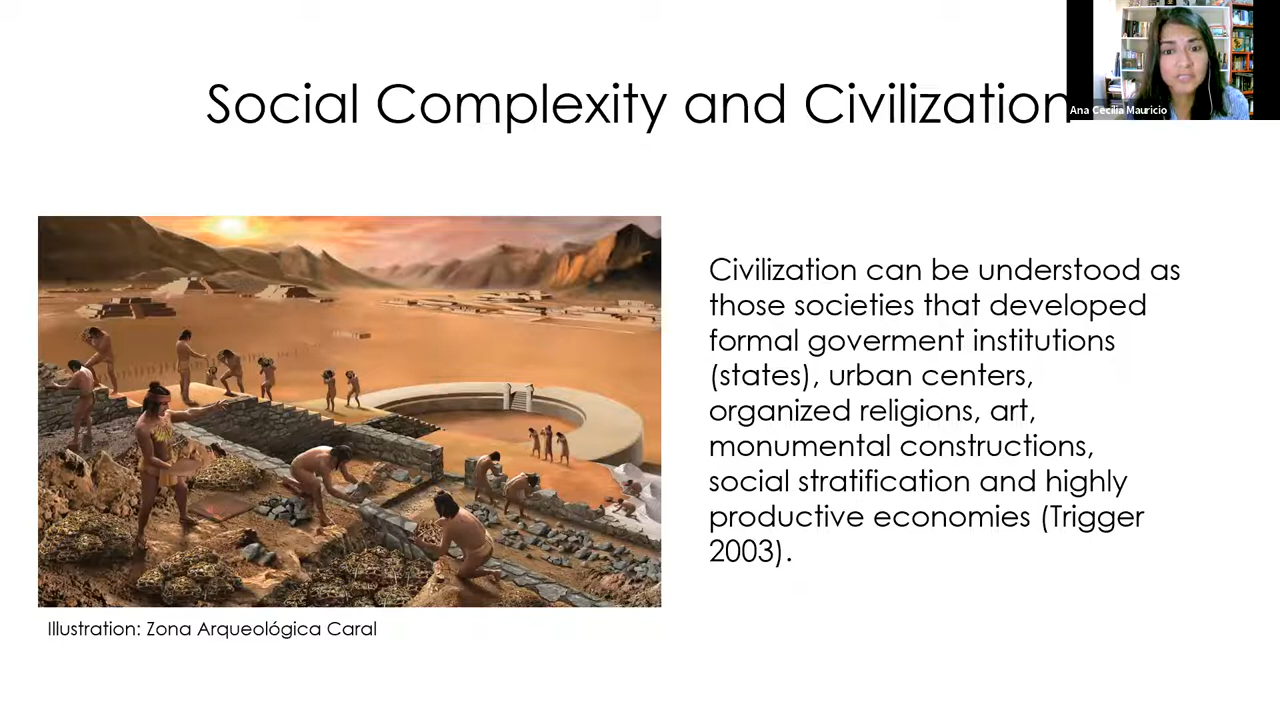 Social Complexity and Civilization
Ana Cecilia Mauricio
Civilization can be understood as
those societies that developed
formal goverment institutions
(states), urban centers,
organized religions, art,
monumental constructions,
social stratification and highly
productive economies (Trigger
2003).
Illustration: Zona Arqueológica Caral